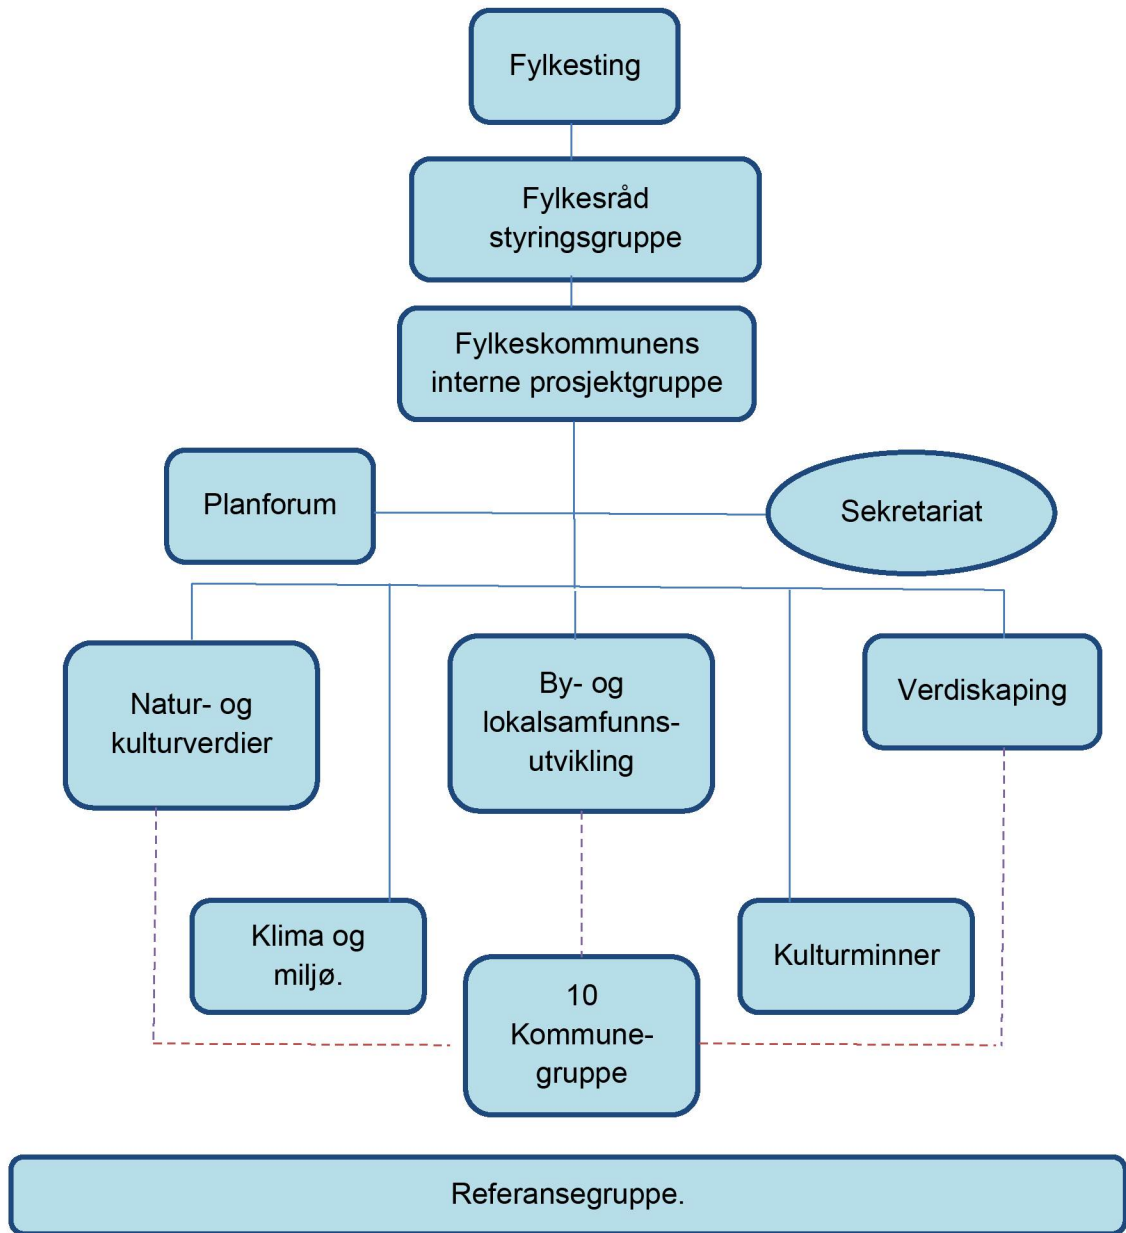 Fylkesting
Fylkesråd
styringsgruppe
Fylkeskommunens
interne prosjektgruppe
Planforum
Sekretariat
Natur- og
kulturverdier
By- og
lokalsamfunns-
utvikling
Verdiskaping
Klima og
miljø.
10
Kommune-
gruppe
Kulturminner
Referansegruppe.